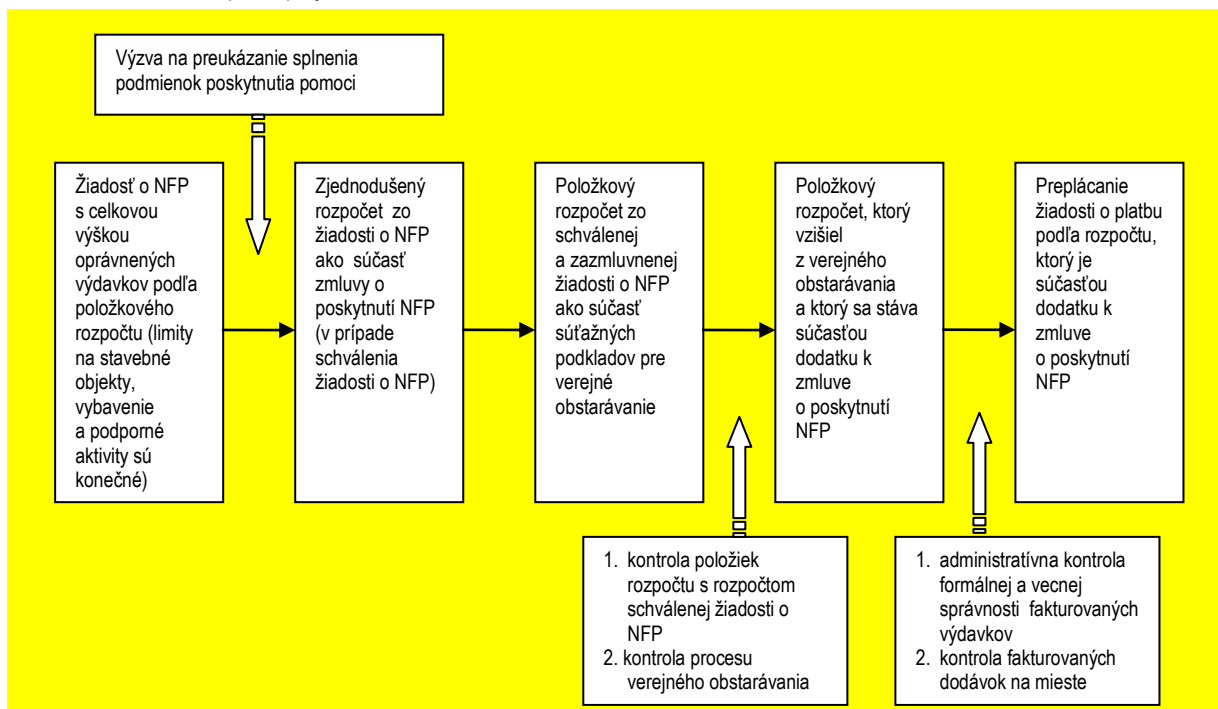 Výzva na preukázanie splnenia
podmienok poskytnutia pomoci
Žiadosť o NFP
s celkovou
výškou
oprávnených
výdavkov podľa
položkového
rozpočtu (limity
na stavebné
objekty,
vybavenie
a podporné
aktivity sú
konečné)
Zjednodušený
rozpočet zo
žiadosti o NFP
ako súčasť
zmluvy o
poskytnutí NFP
(v prípade
schválenia
žiadosti o NFP)
Položkový
rozpočet zo
schválenej
a zazmluvnenej
žiadosti o NFP
ako súčasť
súťažných
podkladov pre
verejné
obstarávanie
Položkový
rozpočet, ktorý
vzišiel
z verejného
obstarávania
a ktorý sa stáva
súčasťou
dodatku k
zmluve
o poskytnutí
NFP
Preplácanie
žiadosti o platbu
podľa rozpočtu,
ktorý je
súčasťou
dodatku k
zmluve
o poskytnutí
NFP
1. kontrola položiek
rozpočtu s rozpočtom
schválenej žiadosti o
NFP
2. kontrola procesu
verejného obstarávania
1. administratívna kontrola
formálnej a vecnej
správnosti fakturovaných
výdavkov
2. kontrola fakturovaných
dodávok na mieste